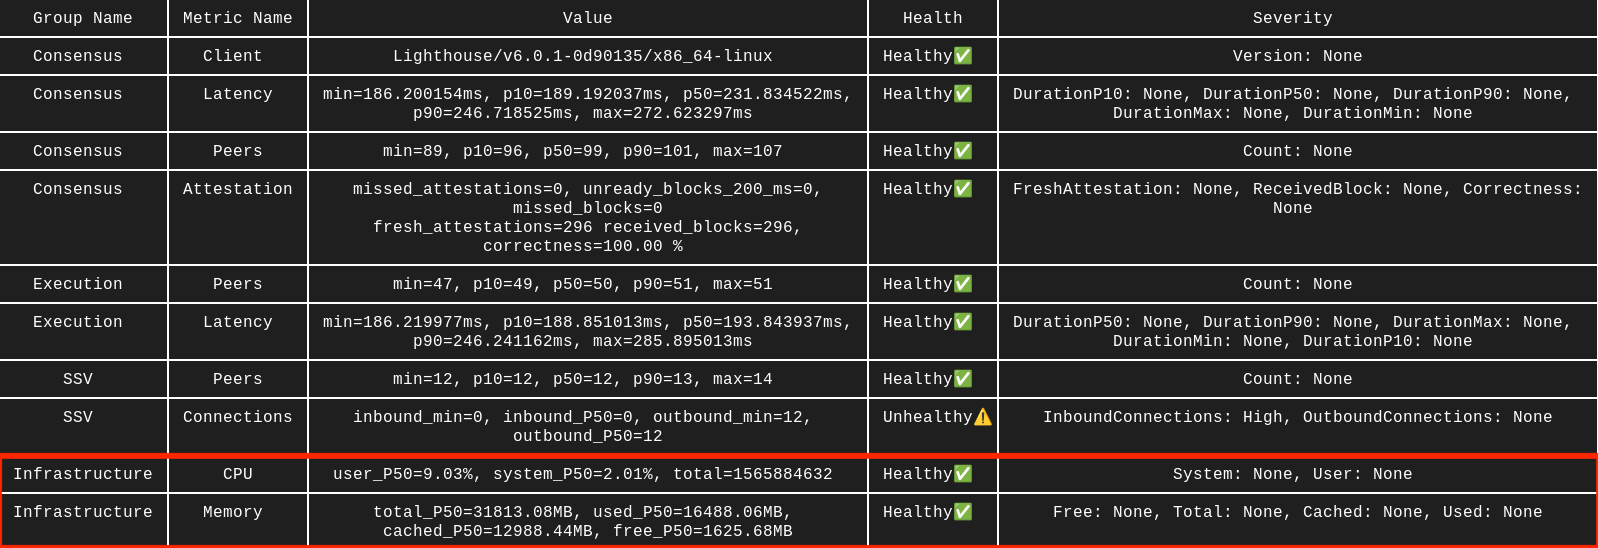 Group Name Metric Name Value Health Severity
Consensus Client Lighthouse/v6.0.1-0d90135/x86_64-linux Healthy✅ Version: None
Consensus Latency min=186.200154ms, p10=189.192037ms, p50=231.834522ms, Healthy✅ DurationP10: None, DurationP50: None, DurationP90: None,
p90=246.718525ms, max=272.623297ms DurationMax: None, DurationMin: None
Consensus Peers min=89, p10=96, p50=99, p90=101, max=107 Healthy✅ Count: None
Consensus Attestation missed_attestations=0, unready_blocks_200_ms=0, Healthy✅ FreshAttestation: None, ReceivedBlock: None, Correctness:
missed_blocks=0 None
fresh_attestations=296 received_blocks=296,
correctness=100.00 %
Execution Peers min=47, p10=49, p50=50, p90=51, max=51 Healthy✅ Count: None
Execution Latency min=186.219977ms, p10=188.851013ms, p50=193.843937ms, Healthy✅ DurationP50: None, DurationP90: None, DurationMax: None,
p90=246.241162ms, max=285.895013ms DurationMin: None, DurationP10: None
SSV Peers min=12, p10=12, p50=12, p90=13, max=14 Healthy✅ Count: None
SSV Connections inbound_min=0, inbound_P50=0, outbound_min=12, Unhealthy⚠️ InboundConnections: High, OutboundConnections: None
outbound_P50=12
Infrastructure CPU user_P50=9.03%, system_P50=2.01%, total=1565884632 Healthy✅ System: None, User: None
Infrastructure Memory total_P50=31813.08MB, used_P50=16488.06MB, Healthy✅ Free: None, Total: None, Cached: None, Used: None
cached_P50=12988.44MB, free_P50=1625.68MB